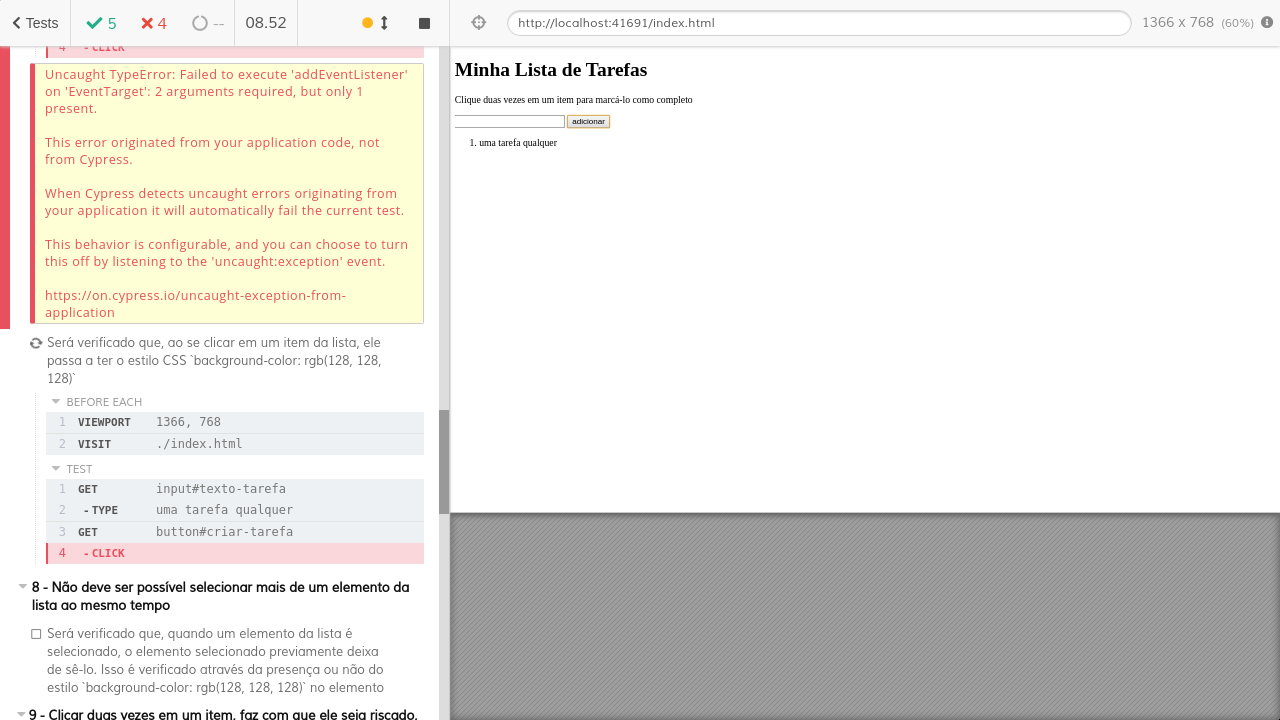 Tests 5 4 -- 08.52 http://localhost:41691/index.html 1366 x 768 (60%)
4 - CLICK
Uncaught TypeError: Failed to execute 'addEventListener'
on 'EventTarget': 2 arguments required, but only 1
present.
This error originated from your application code, not
from Cypress.
When Cypress detects uncaught errors originating from
your application it will automatically fail the current test.
This behavior is configurable, and you can choose to turn
this off by listening to the 'uncaught:exception' event.
https://on.cypress.io/uncaught-exception-from-
application
Será verificado que, ao se clicar em um item da lista, ele
passa a ter o estilo CSS `background-color: rgb(128, 128,
128)`
BEFORE EACH
1 VIEWPORT 1366, 768
2 VISIT ./index.html
TEST
1 GET input#texto-tarefa
2 - TYPE uma tarefa qualquer
3 GET button#criar-tarefa
4 - CLICK
8 - Não deve ser possível selecionar mais de um elemento da
lista ao mesmo tempo
Será verificado que, quando um elemento da lista é
selecionado, o elemento selecionado previamente deixa
de sê-lo. Isso é verificado através da presença ou não do
estilo `background-color: rgb(128, 128, 128)` no elemento
9 - Clicar duas vezes em um item, faz com que ele seja riscado,
Minha Lista de Tarefas
Clique duas vezes em um item para marcá-lo como completo
adicionar
1. uma tarefa qualquer